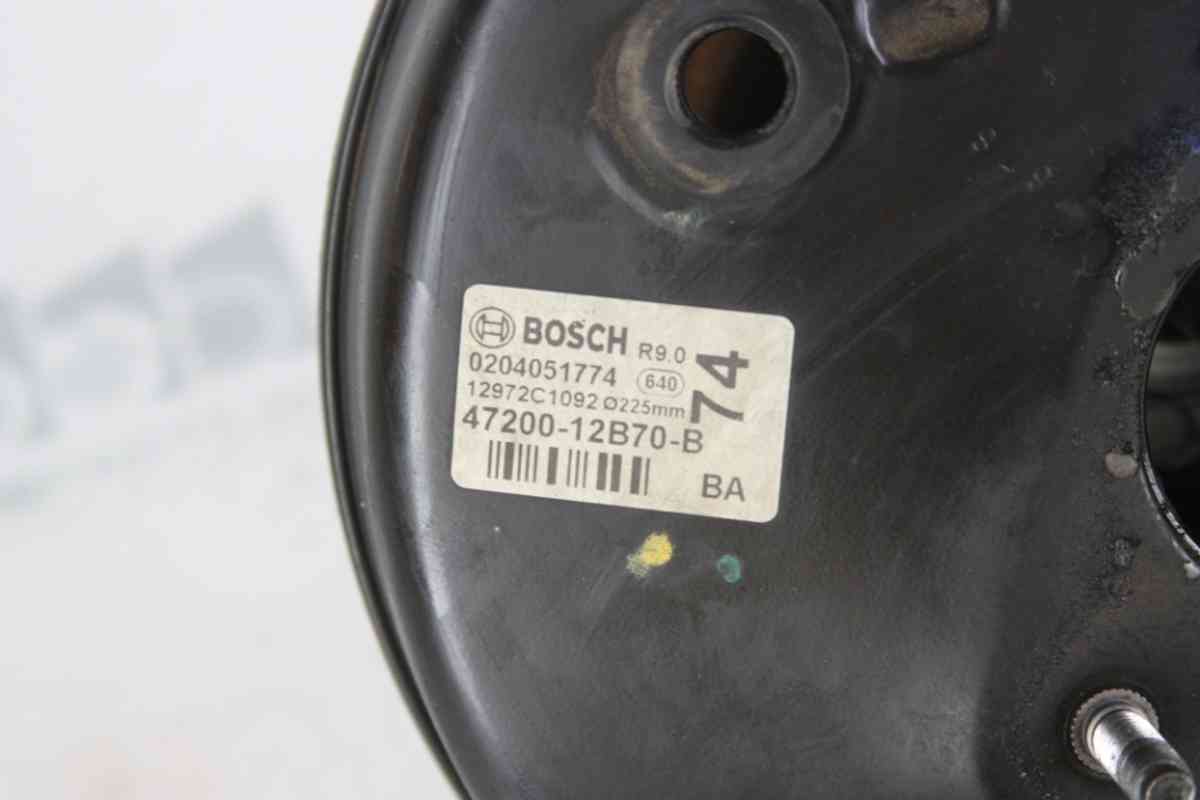 BOSCH R9.0
0204051774 640
12972C1092 Ø225mm
74
47200-12B70-B
BA